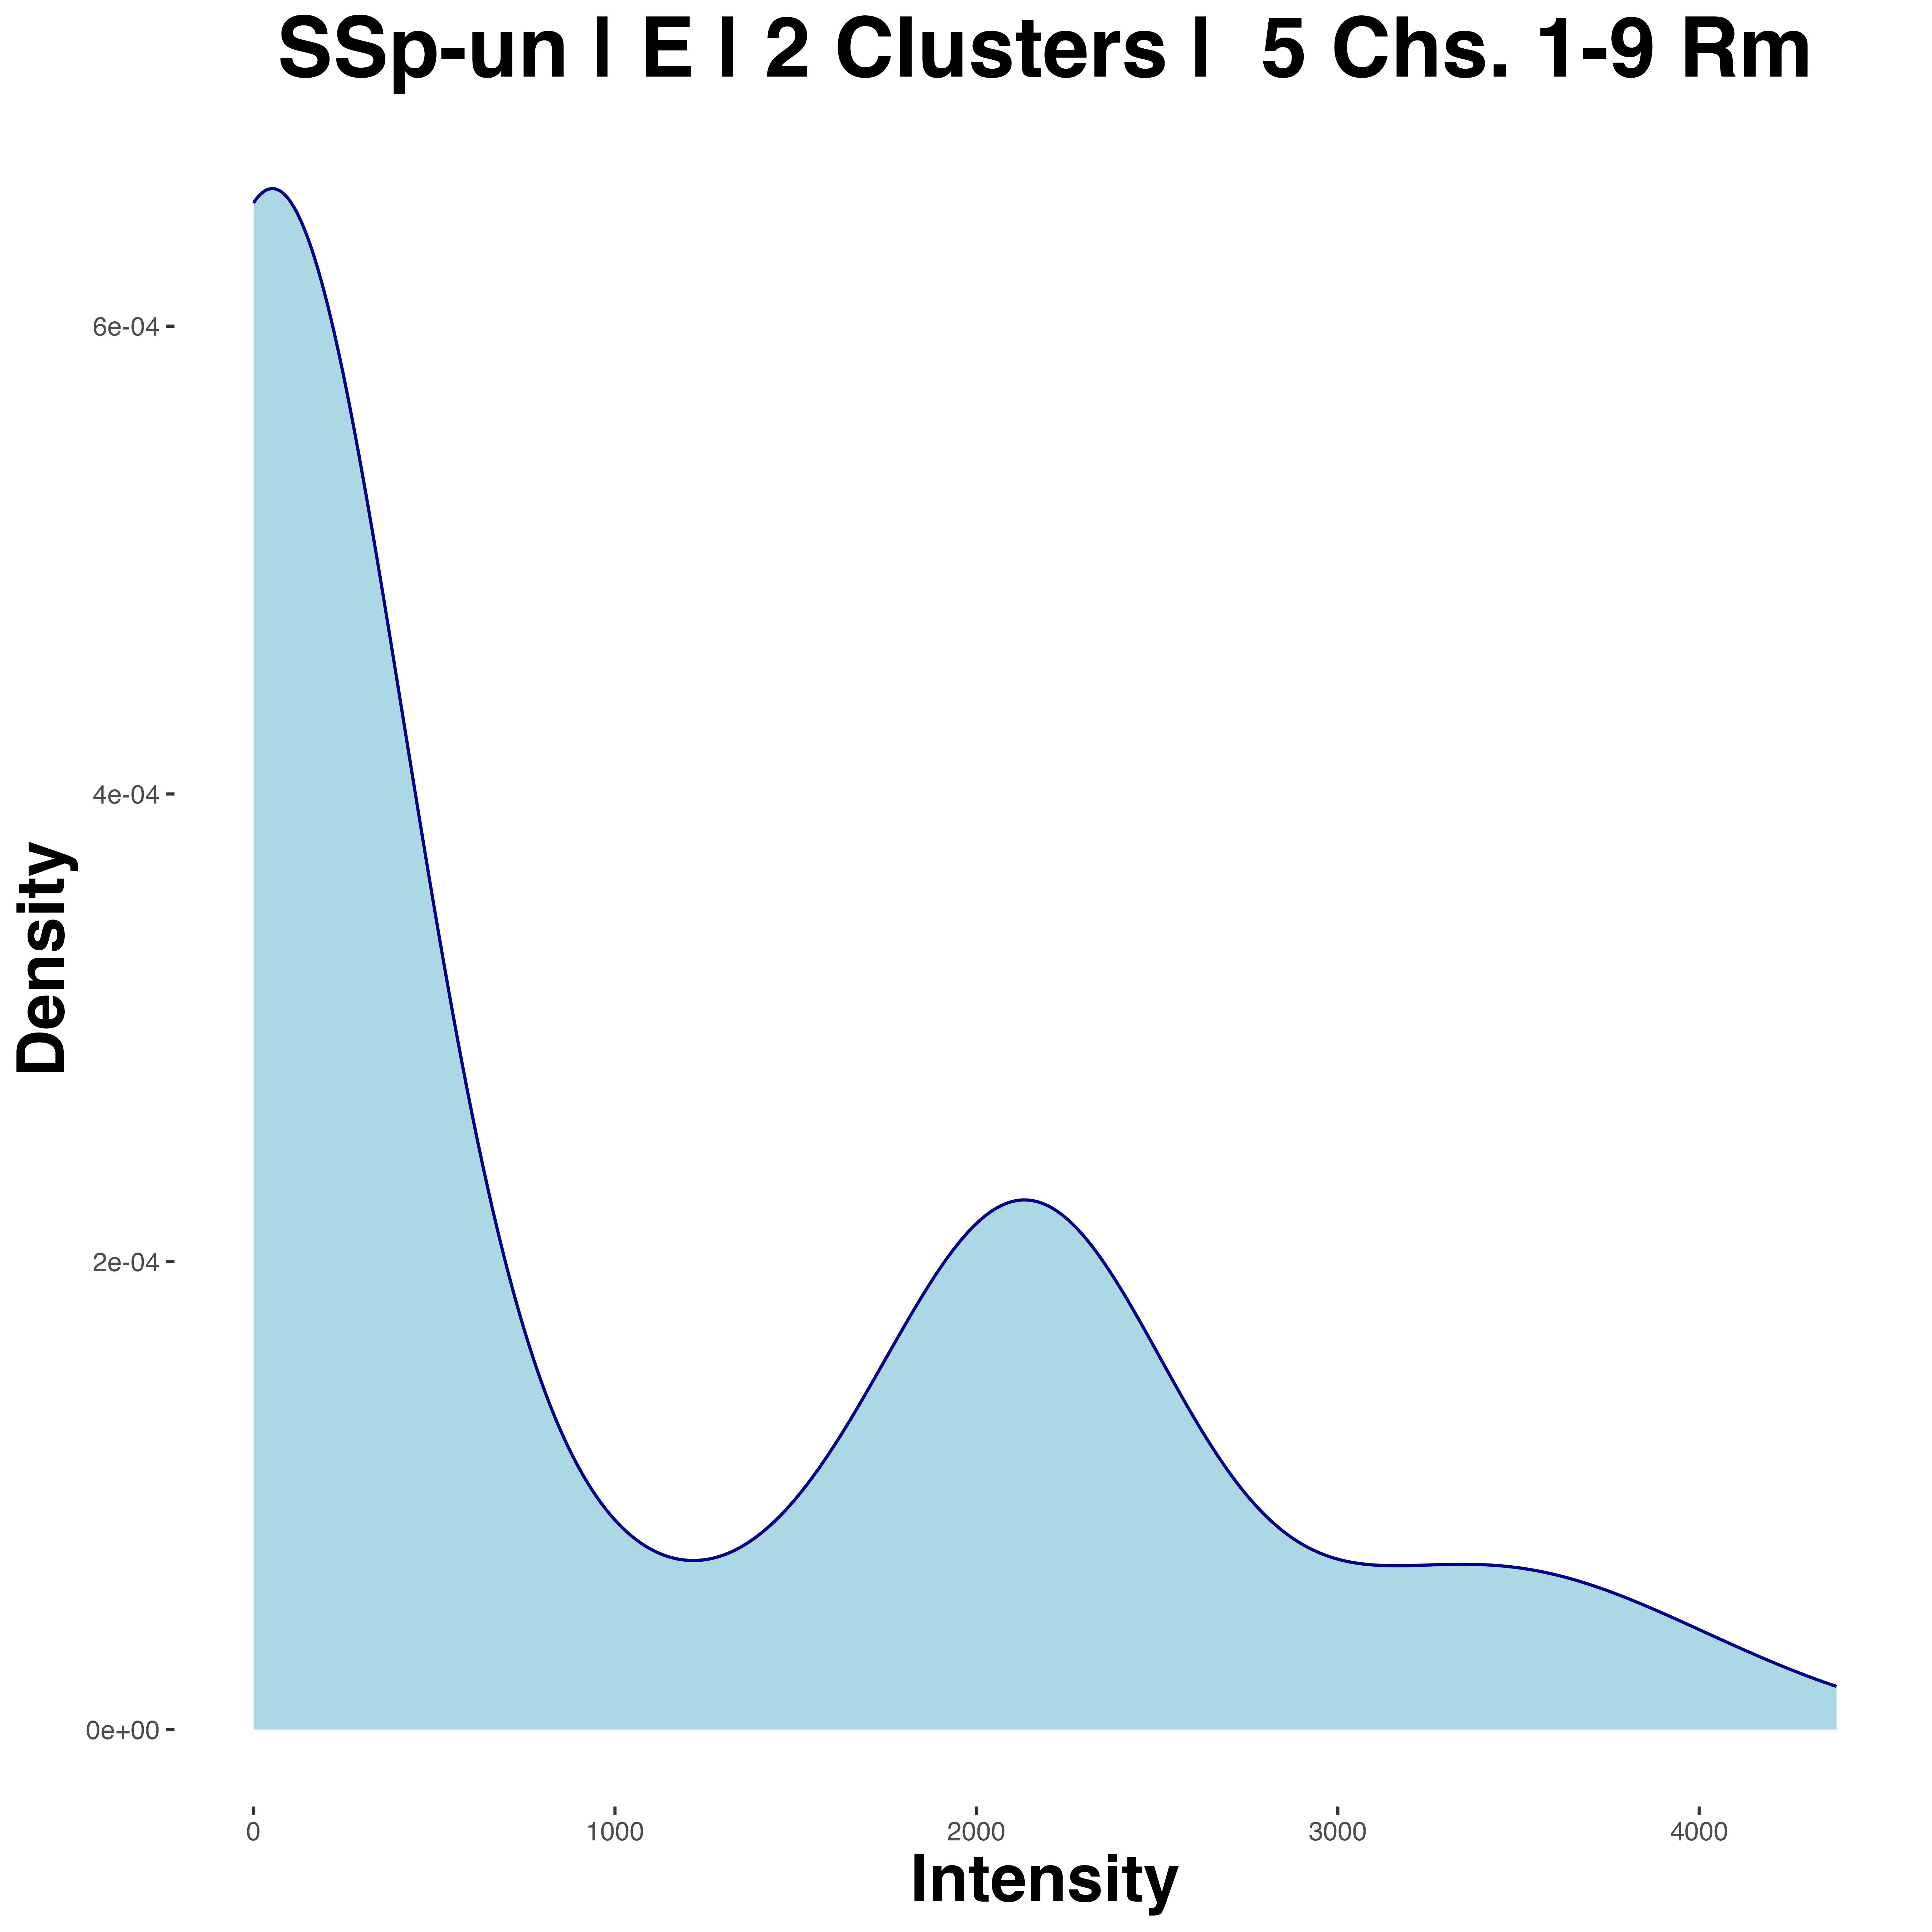 SSp-un | E | 2 Clusters |  5 Chs. 1-9 Rm
6e-04
4e-04
2e-04
0e+00
Density
0 1000 2000 3000 4000
Intensity